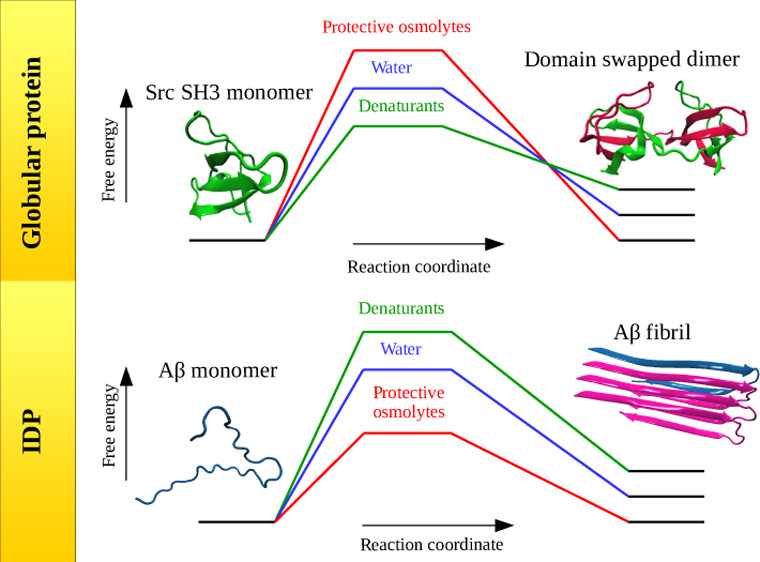 Globular protein
Protective osmolytes
Water
Denaturants
Src SH3 monomer
Domain swapped dimer
Free energy
Reaction coordinate
IDP
Denaturants
Water
Protective
osmolytes
Aβ monomer
Aβ fibril
Free energy
Reaction coordinate